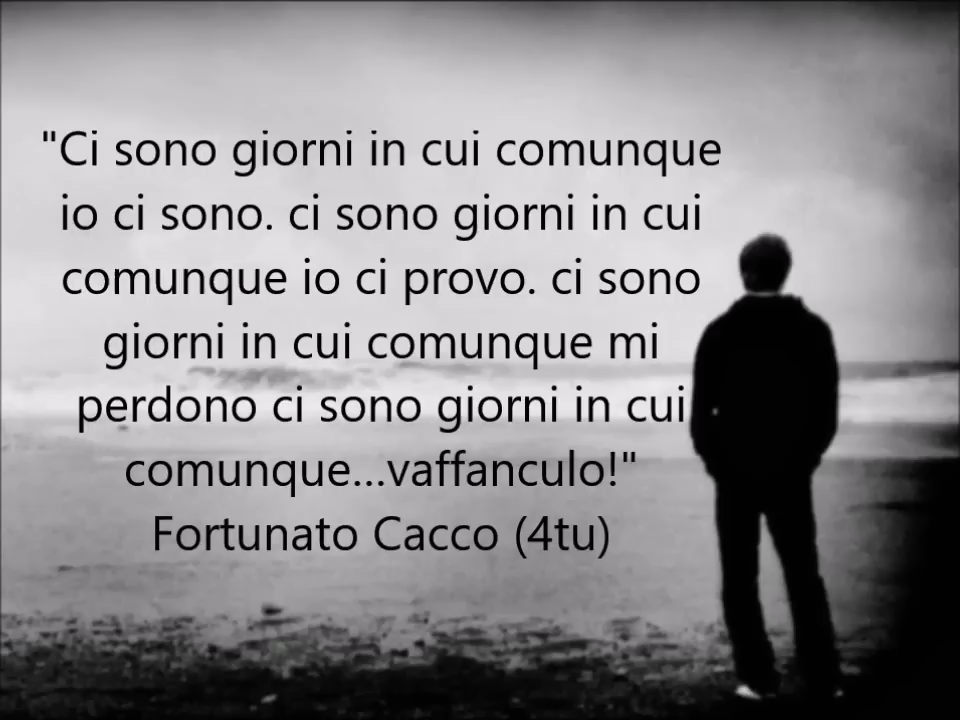 "Ci sono giorni in cui comunque
io ci sono. ci sono giorni in cui
comunque io ci provo. ci sono
giorni in cui comunque mi
perdono ci sono giorni in cui
comunque...vaffanculo!"
Fortunato Cacco (4tu)